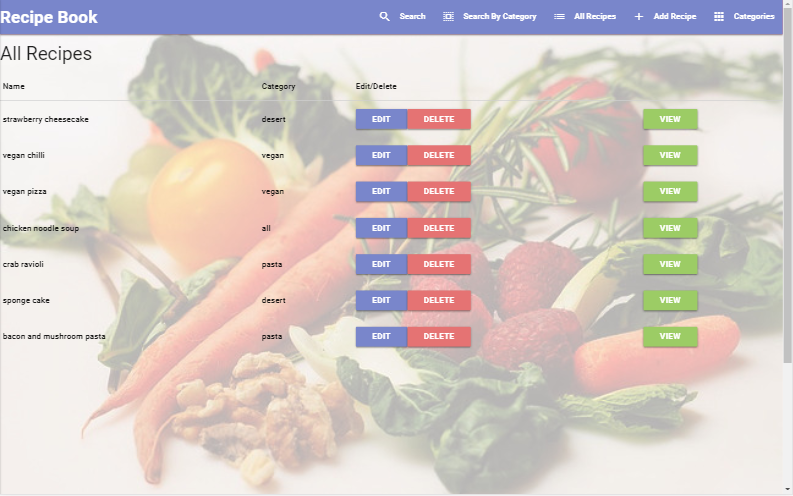 Recipe Book Search Search By Category All Recipes Add Recipe Categories
All Recipes
Name Category Edit/Delete
strawberry cheesecake desert EDIT DELETE VIEW
vegan chilli vegan EDIT DELETE VIEW
vegan pizza vegan EDIT DELETE VIEW
chicken noodle soup all EDIT DELETE VIEW
crab ravioli pasta EDIT DELETE VIEW
sponge cake desert EDIT DELETE VIEW
bacon and mushroom pasta pasta EDIT DELETE VIEW